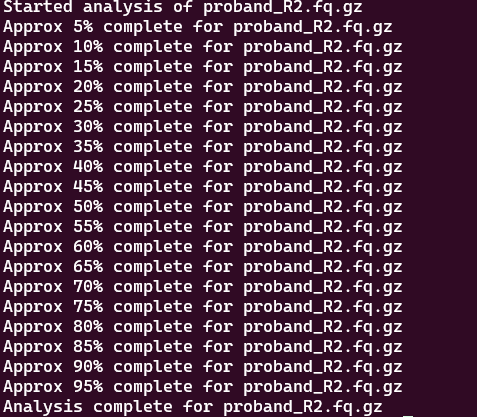 Started analysis of proband_R2.fq.gz
Approx 5% complete for proband_R2.fq.gz
Approx 10% complete for proband_R2.fq.gz
Approx 15% complete for proband_R2.fq.gz
Approx 20% complete for proband_R2.fq.gz
Approx 25% complete for proband_R2.fq.gz
Approx 30% complete for proband_R2.fq.gz
Approx 35% complete for proband_R2.fq.gz
Approx 40% complete for proband_R2.fq.gz
Approx 45% complete for proband_R2.fq.gz
Approx 50% complete for proband_R2.fq.gz
Approx 55% complete for proband_R2.fq.gz
Approx 60% complete for proband_R2.fq.gz
Approx 65% complete for proband_R2.fq.gz
Approx 70% complete for proband_R2.fq.gz
Approx 75% complete for proband_R2.fq.gz
Approx 80% complete for proband_R2.fq.gz
Approx 85% complete for proband_R2.fq.gz
Approx 90% complete for proband_R2.fq.gz
Approx 95% complete for proband_R2.fq.gz
Analysis complete for proband_R2.fq.gz